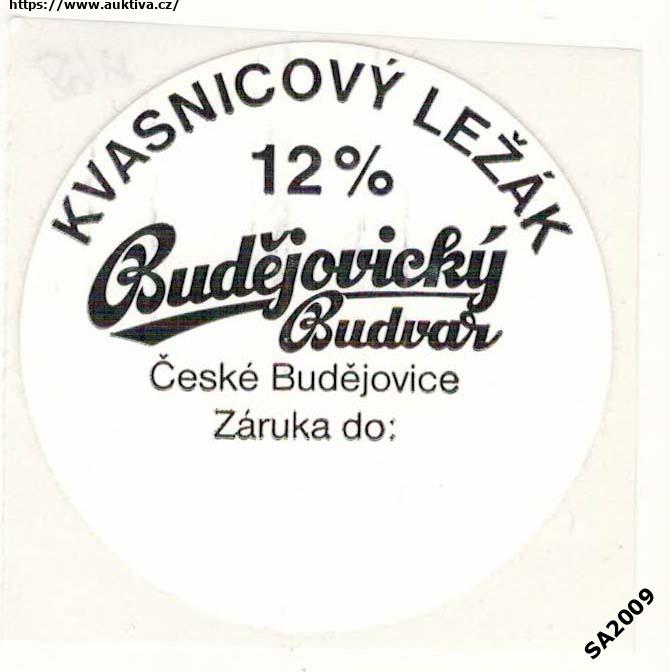 https://www.auktiva.cz/
KVASNICOVÝ LEŽÁK
12%
Budějovický
Budvar
České Budějovice
Záruka do:
SA2009